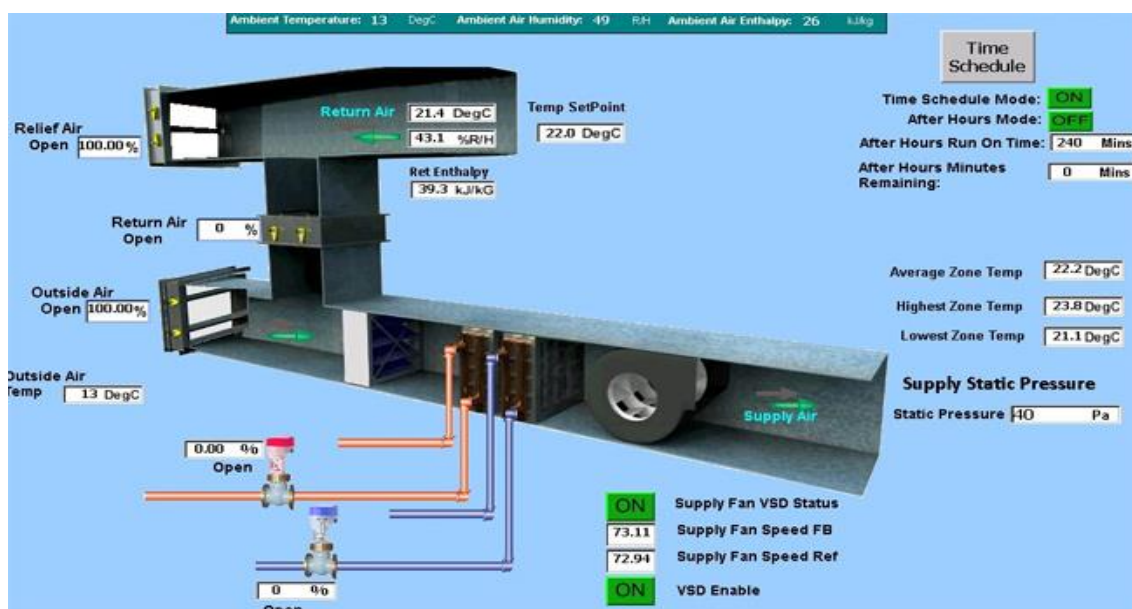 Ambient Temperature: 13 DegC Ambient Air Humidity: 49 R/H Ambient Air Enthalpy: 26 kJ/kg
Time
Schedule
Return Air 21.4 DegC
43.1 %R/H
Temp SetPoint
22.0 DegC
Time Schedule Mode: ON
After Hours Mode: OFF
After Hours Run On Time: 240 Mins
After Hours Minutes
Remaining: 0 Mins
Relief Air
Open 100.00%
Ret Enthalpy
39.3 kJ/kG
Return Air
Open 0 %
Outside Air
Open 100.00%
Average Zone Temp 22.2 DegC
Highest Zone Temp 23.8 DegC
Lowest Zone Temp 21.1 DegC
Outside Air
Temp 13 DegC
Supply Static Pressure
Static Pressure 40 Pa
Supply Air
0.00 %
Open
ON Supply Fan VSD Status
73.11 Supply Fan Speed FB
72.94 Supply Fan Speed Ref
ON VSD Enable
0 %
Open